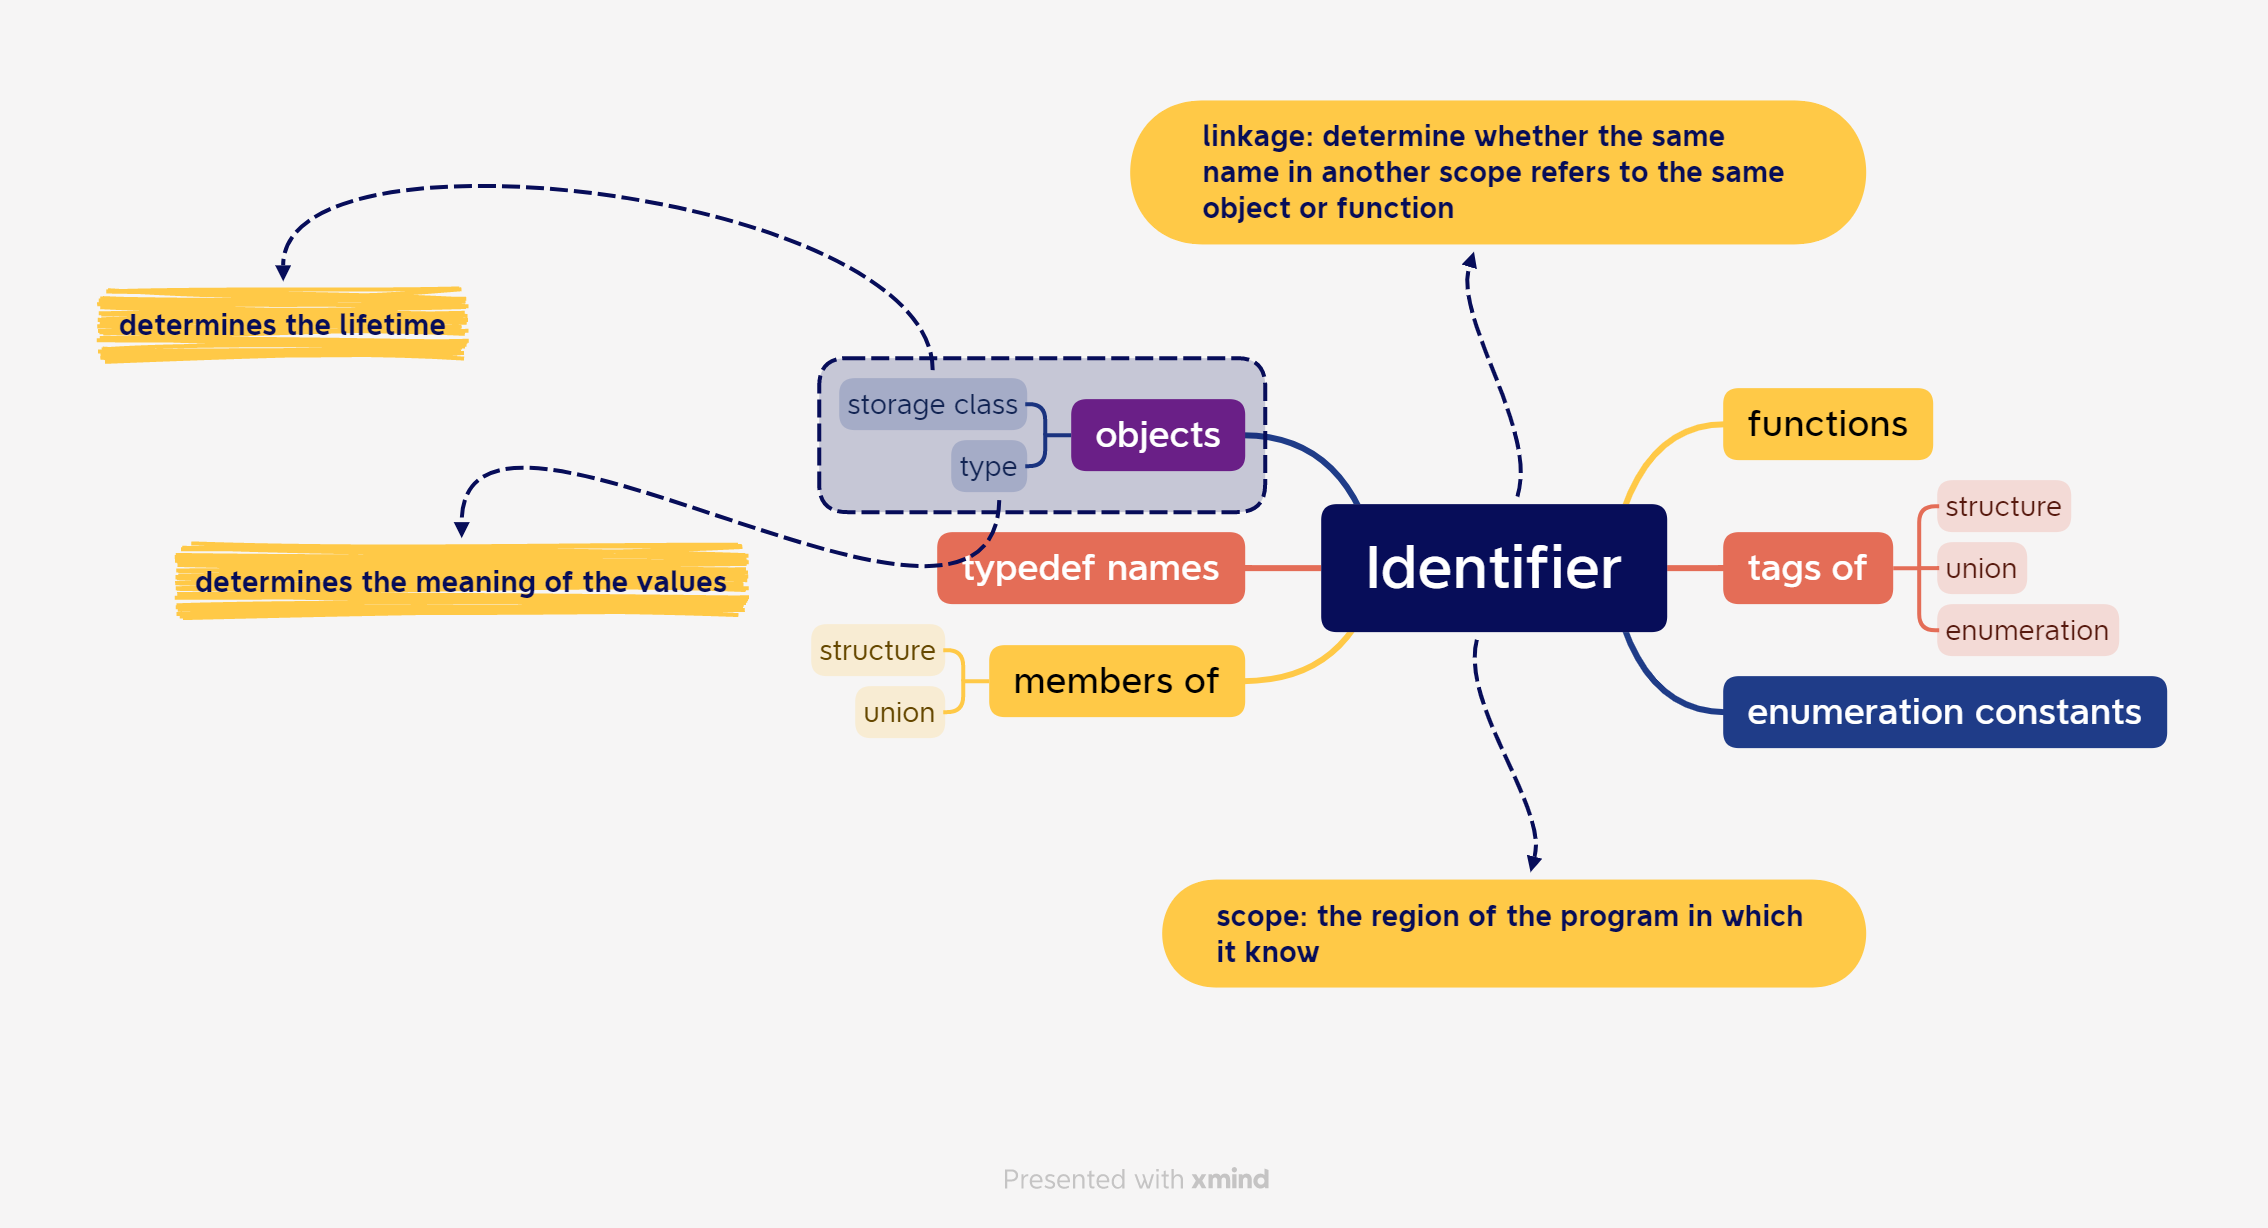 linkage: determine whether the same
name in another scope refers to the same
object or function
determines the lifetime
storage class
type
objects
determines the meaning of the values
typedef names
structure
union
members of
Identifier
functions
tags of
structure
union
enumeration
enumeration constants
scope: the region of the program in which
it know
Presented with xmind